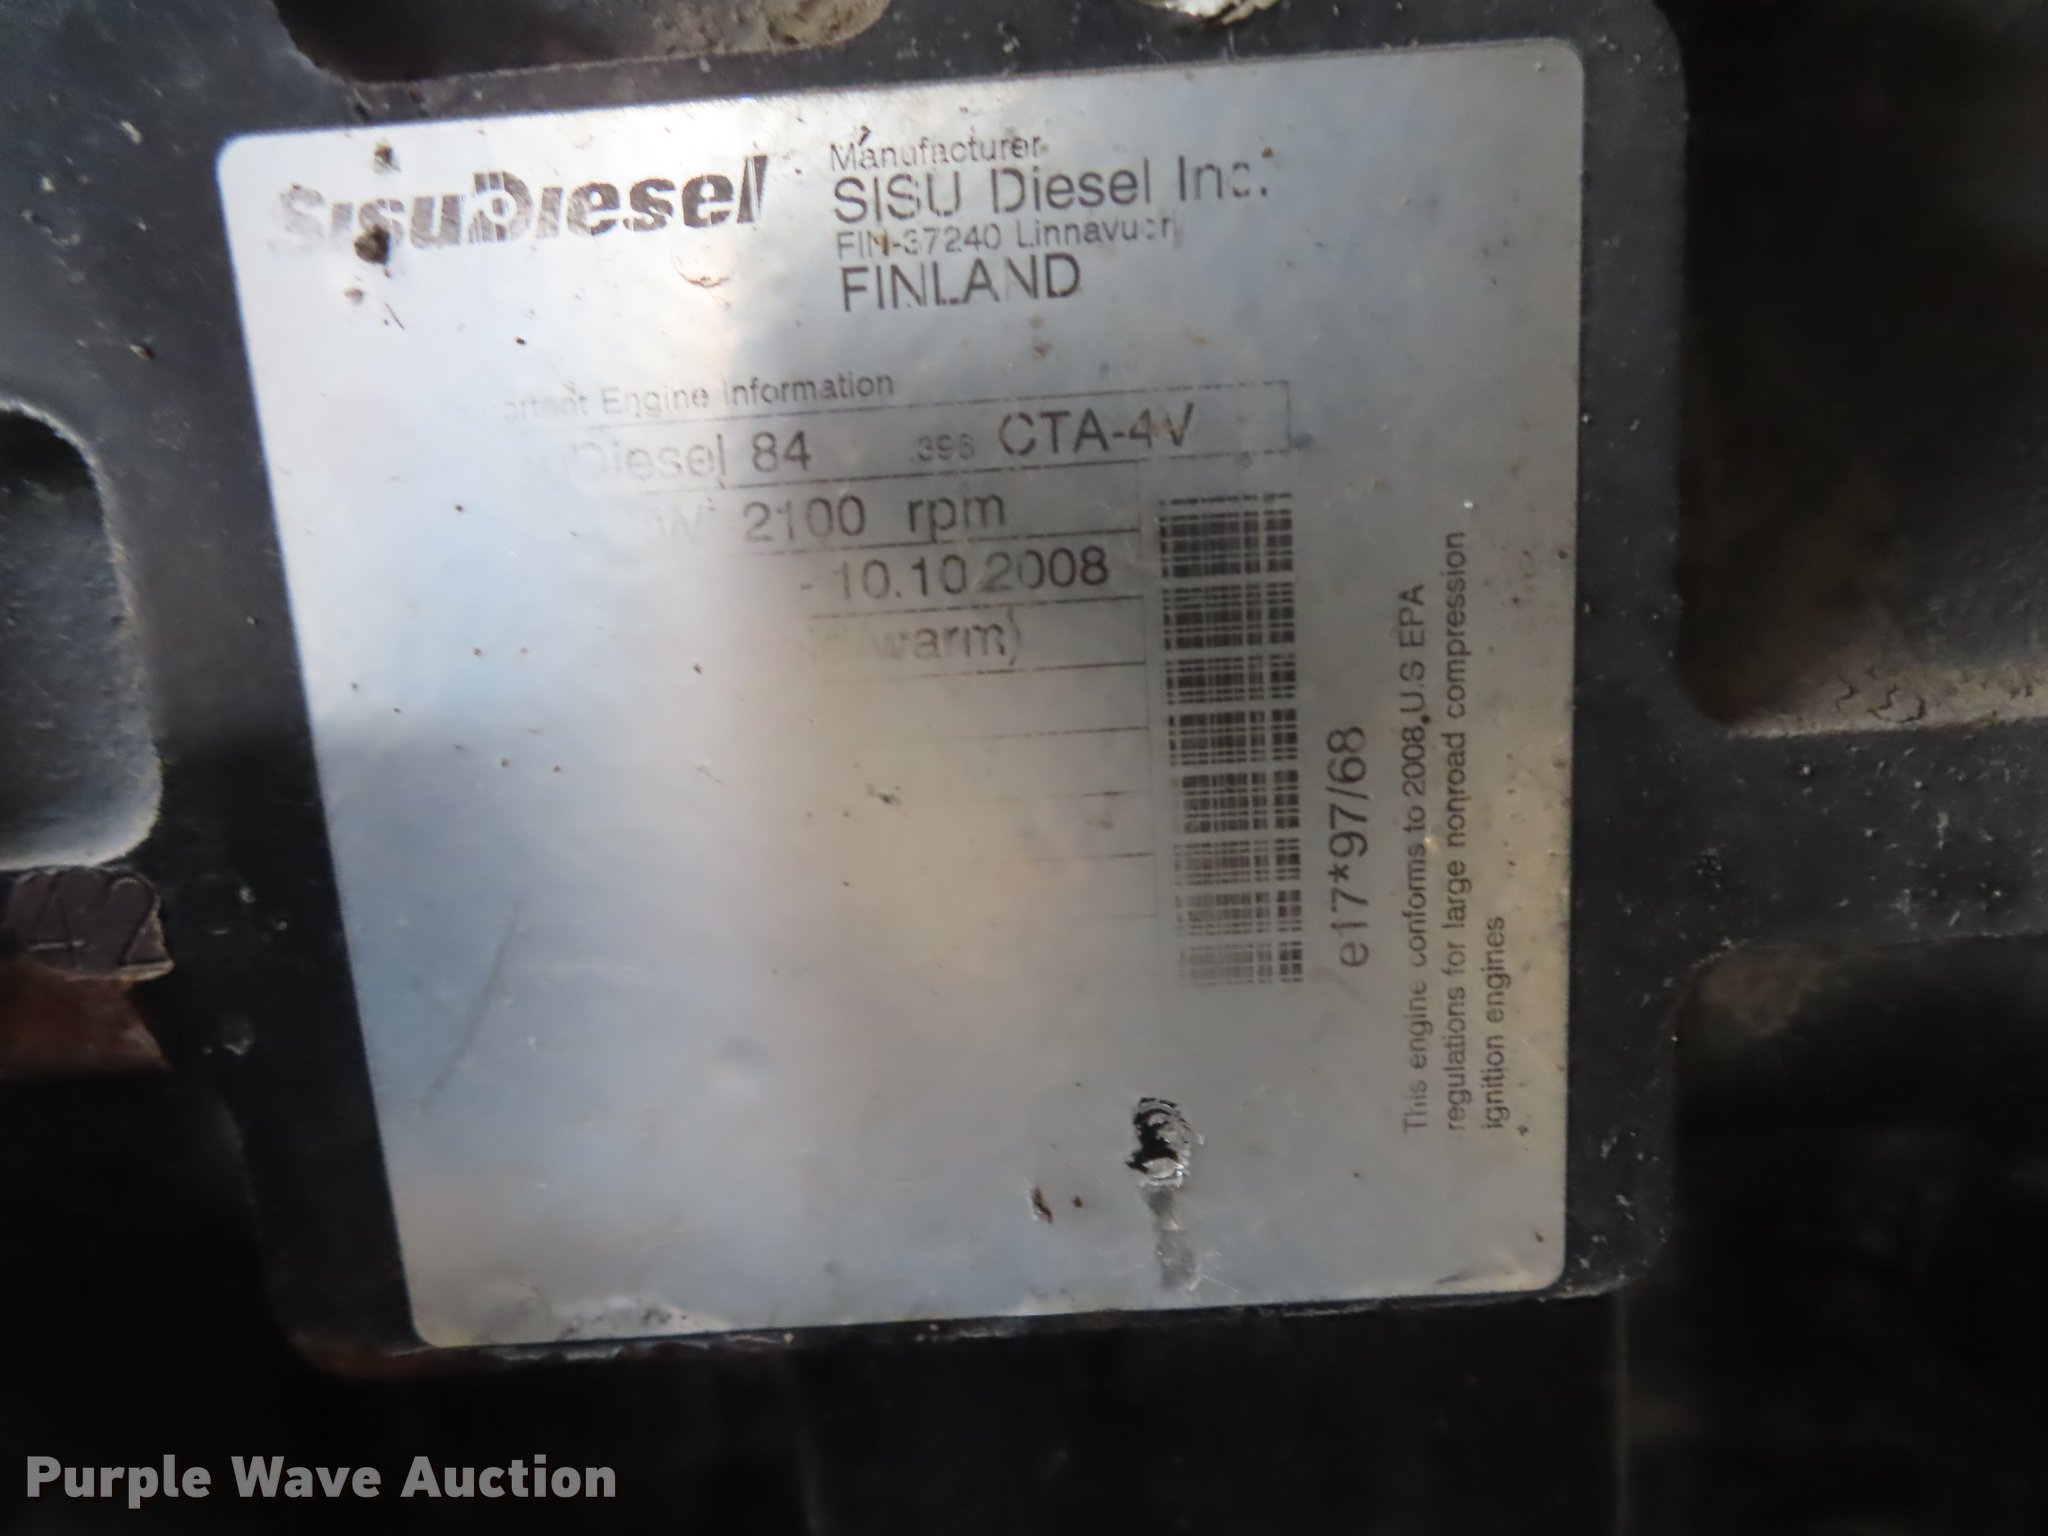 SisuDiesel
Manufacturer
SISU Diesel Inc.
FIN-37240 Linnavuori
FINLAND
Engine Information
Diesel 84 CTA-4V
2100 rpm
- 10.10.2008
warm)
e17*97/68
This engine conforms to 2008 U.S EPA
regulations for large nonroad compression
ignition engines
42
Purple Wave Auction